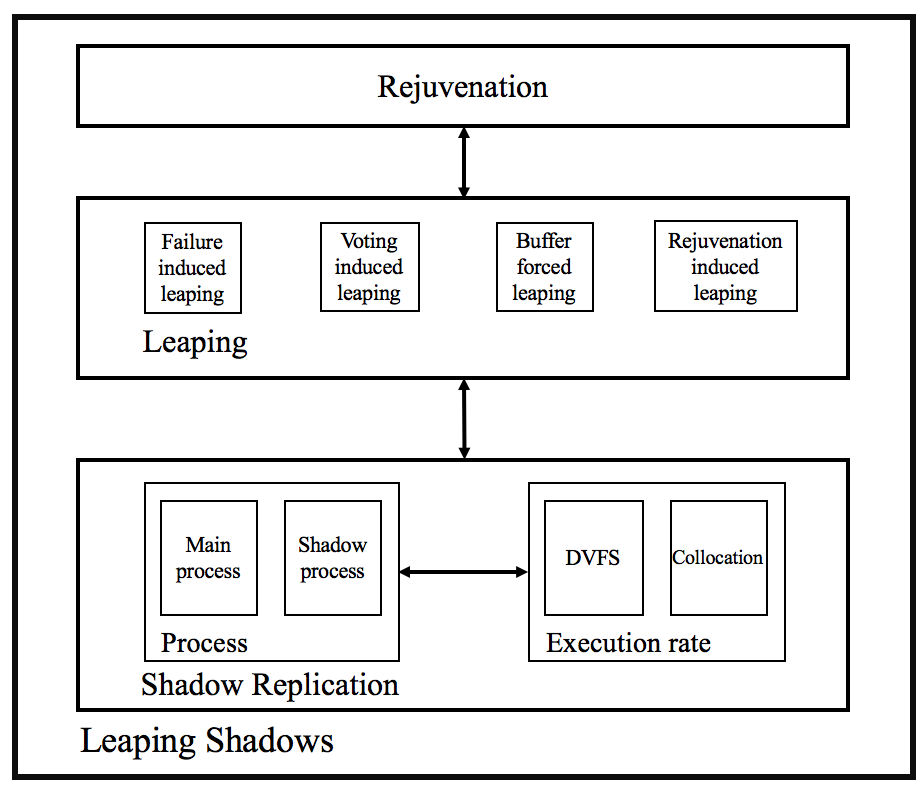 Rejuvenation
Failure
induced
leaping
Voting
induced
leaping
Buffer
forced
leaping
Rejuvenation
induced
leaping
Leaping
Main
process
Shadow
process
Process
DVFS
Collocation
Execution rate
Shadow Replication
Leaping Shadows